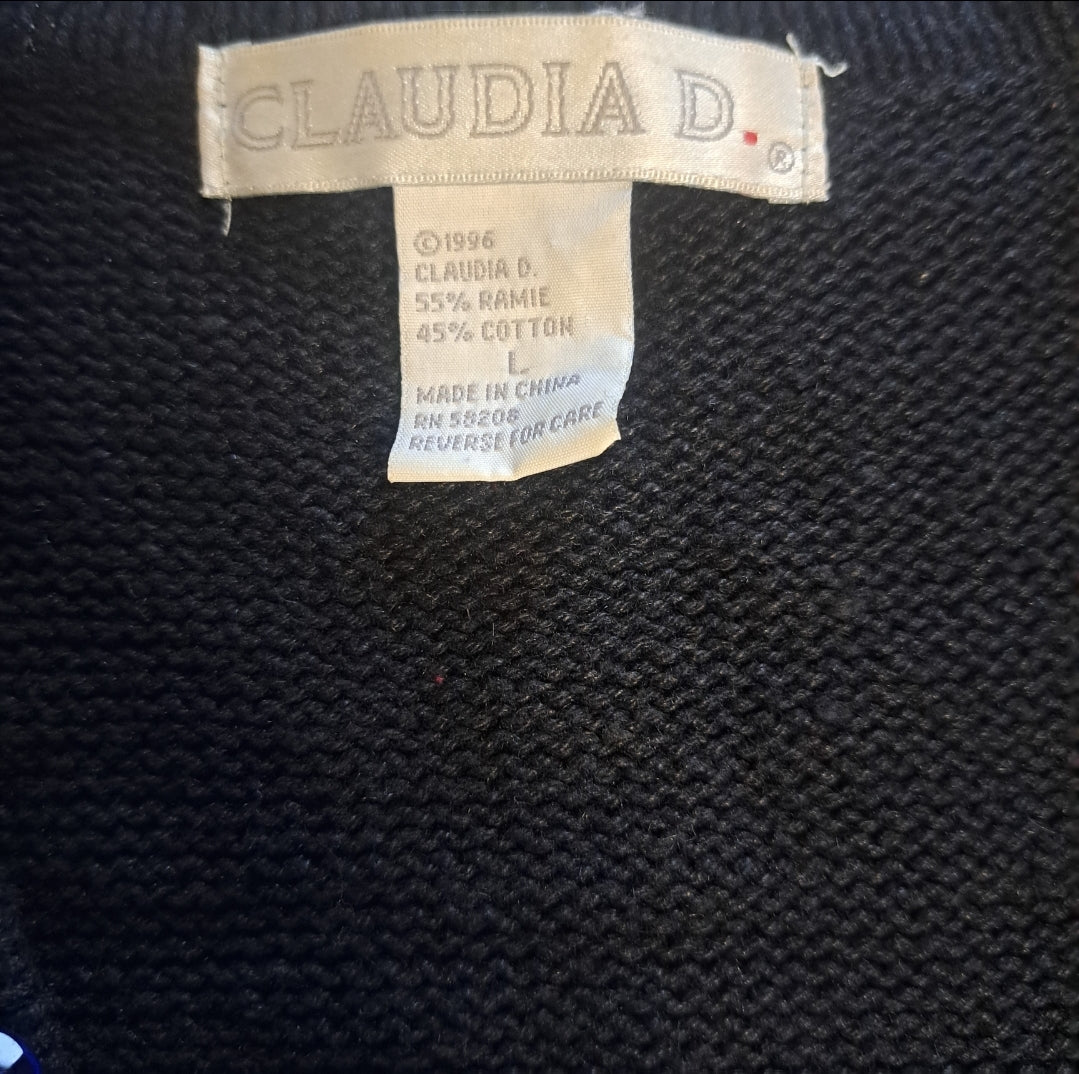 CLAUDIA D.®
©1996
CLAUDIA D.
55% RAMIE
45% COTTON
L
MADE IN CHINA
RN 58208
REVERSE FOR CARE